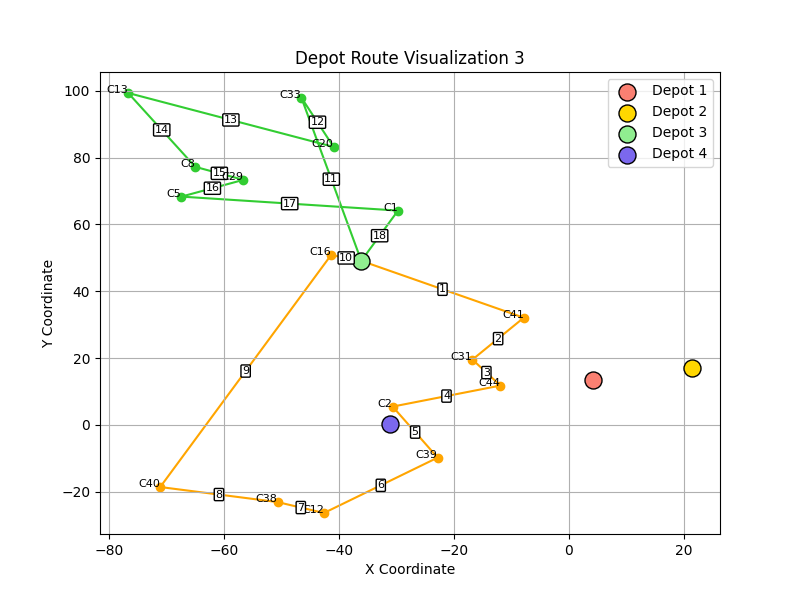 Depot Route Visualization 3
Depot 1
Depot 2
Depot 3
Depot 4
Y Coordinate
100
80
60
40
20
0
−20
C13
C33
12
13
14
C20
C8
15
C29
11
16
C5
17
C1
18
C16
10
1
C41
2
C31
3
C44
9
4
C2
5
C39
C40
6
8
C38
7
C12
−80
−60
−40
−20
0
20
X Coordinate